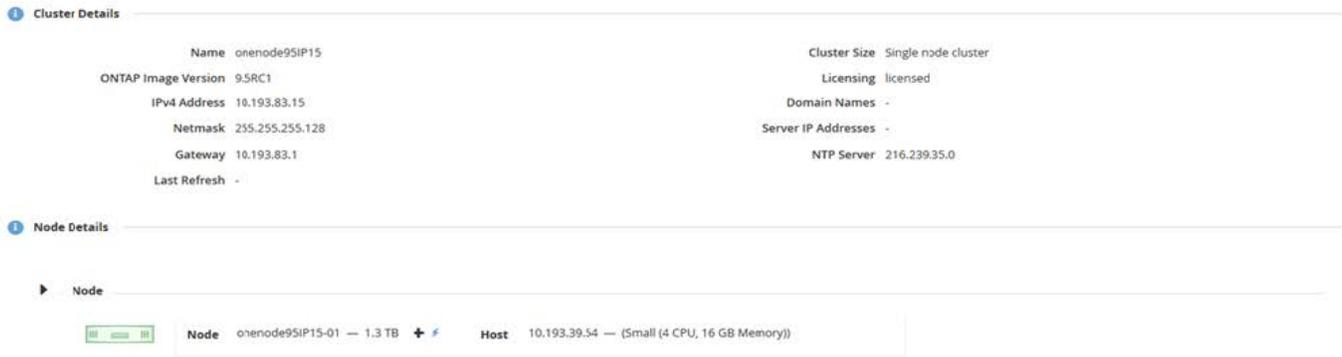 Cluster Details
Name onenode95IP15
Cluster Size Single node cluster
ONTAP Image Version 9.5RC1
Licensing licensed
IPv4 Address 10.193.83.15
Domain Names -
Netmask 255.255.255.128
Server IP Addresses -
Gateway 10.193.83.1
NTP Server 216.239.35.0
Last Refresh -
Node Details
Node
Node onenode95IP15-01 — 1.3 TB Host 10.193.39.54 — (Small (4 CPU, 16 GB Memory))